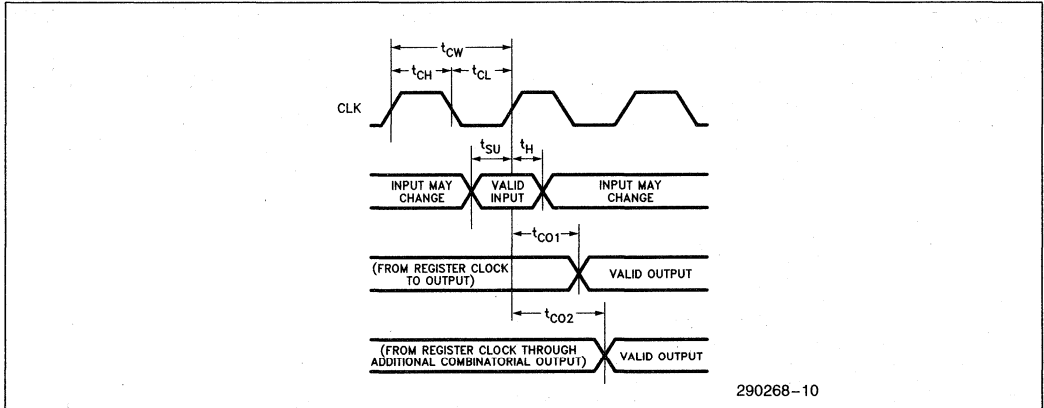 tCW
tCH
tCL
CLK
tSU
tH
INPUT MAY
CHANGE
VALID
INPUT
INPUT MAY
CHANGE
tCO1
(FROM REGISTER CLOCK
TO OUTPUT)
VALID OUTPUT
tCO2
(FROM REGISTER CLOCK THROUGH
ADDITIONAL COMBINATORIAL OUTPUT)
VALID OUTPUT
290268–10